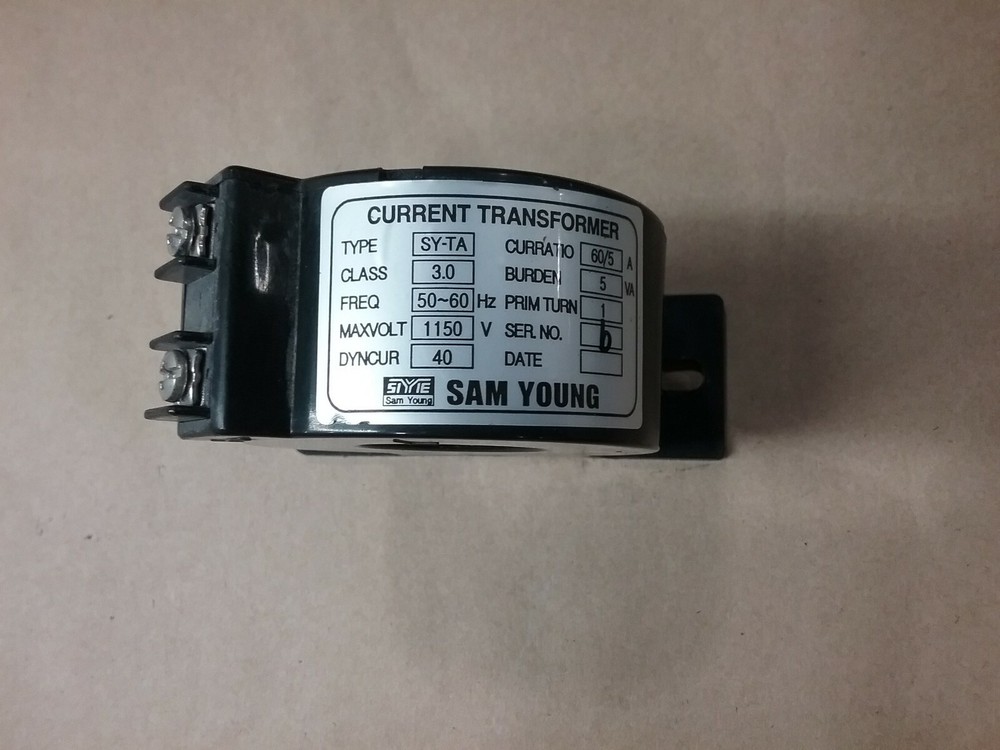 CURRENT TRANSFORMER
TYPE SY-TA CURRATIO 60/5 A
CLASS 3.0 BURDEN 5 VA
FREQ 50~60 Hz PRIM TURN 1
MAXVOLT 1150 V SER. NO. b
DYNCUR 40 DATE
SYE SAM YOUNG
Sam Young